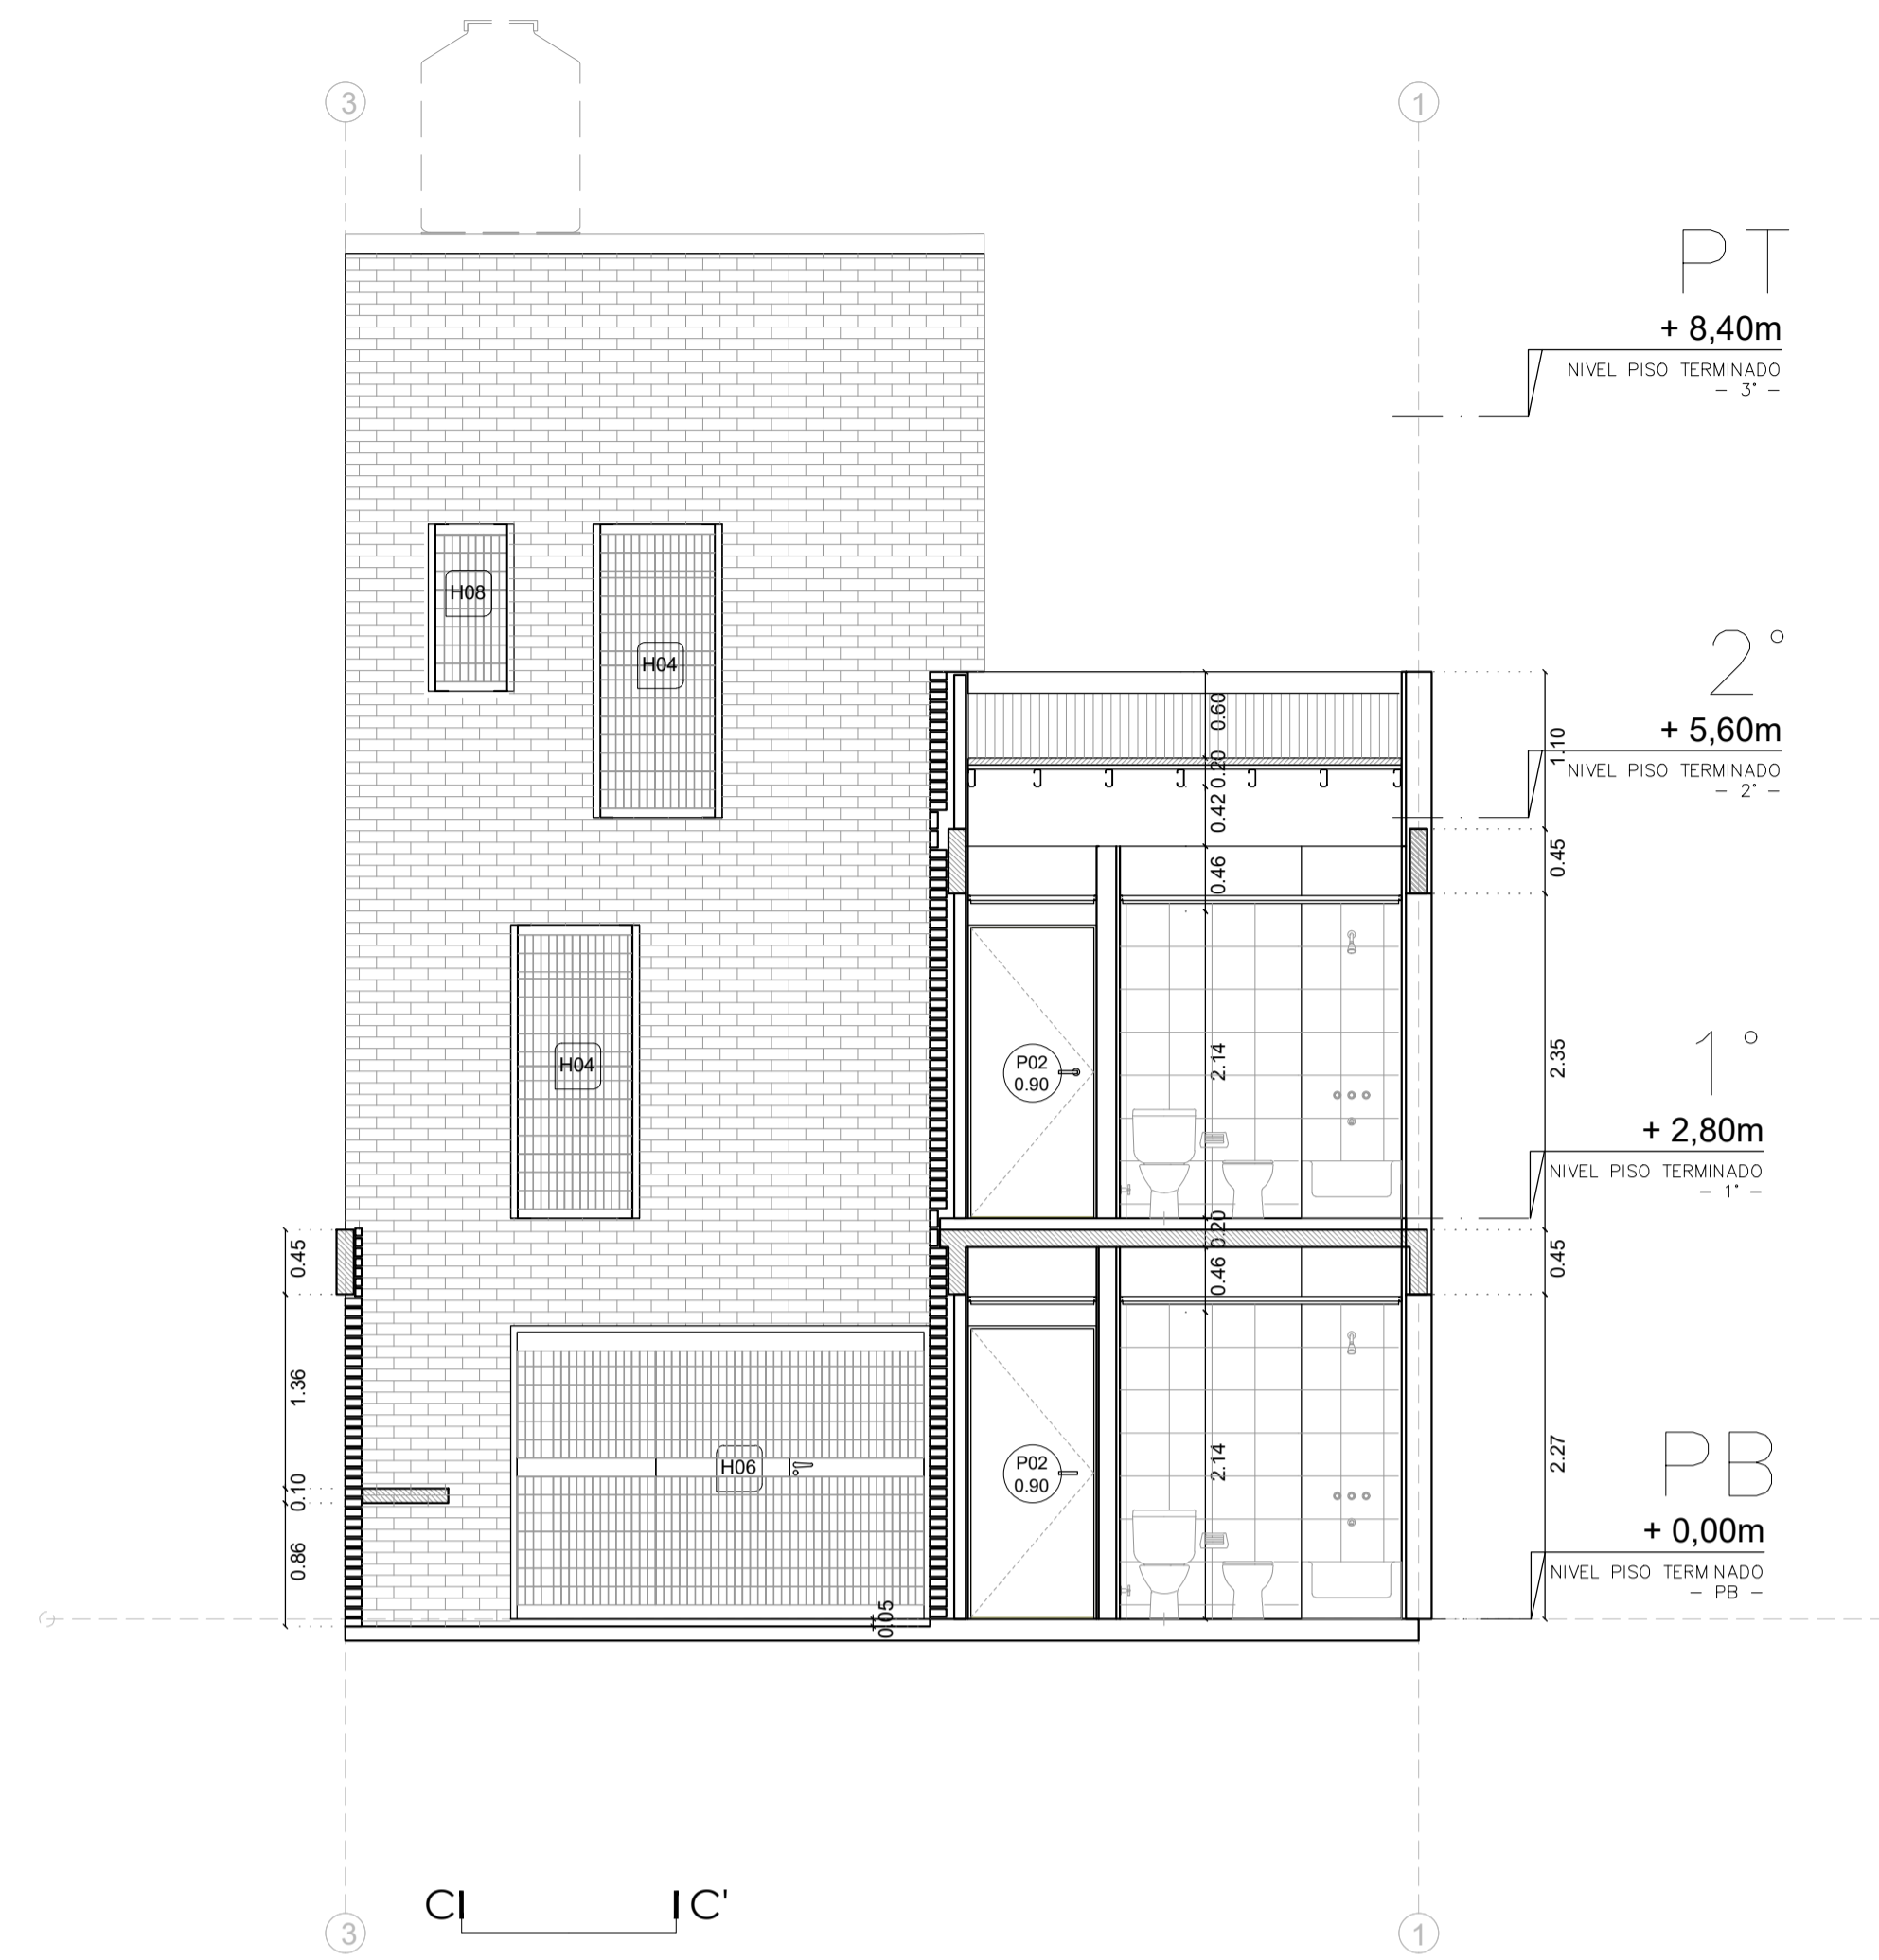 3
1
PT
+ 8,40m
NIVEL PISO TERMINADO
- 3° -
H08
H04
2°
+ 5,60m
NIVEL PISO TERMINADO
- 2° -
0.60
0.20
0.42
0.46
1.10
0.45
H04
P02
0.90
2.14
2.35
1°
+ 2,80m
NIVEL PISO TERMINADO
- 1° -
0.45
0.20
0.46
0.45
1.36
0.10
0.86
H06
P02
0.90
2.14
2.27
0.05
PB
+ 0,00m
NIVEL PISO TERMINADO
- PB -
C C'
3
1